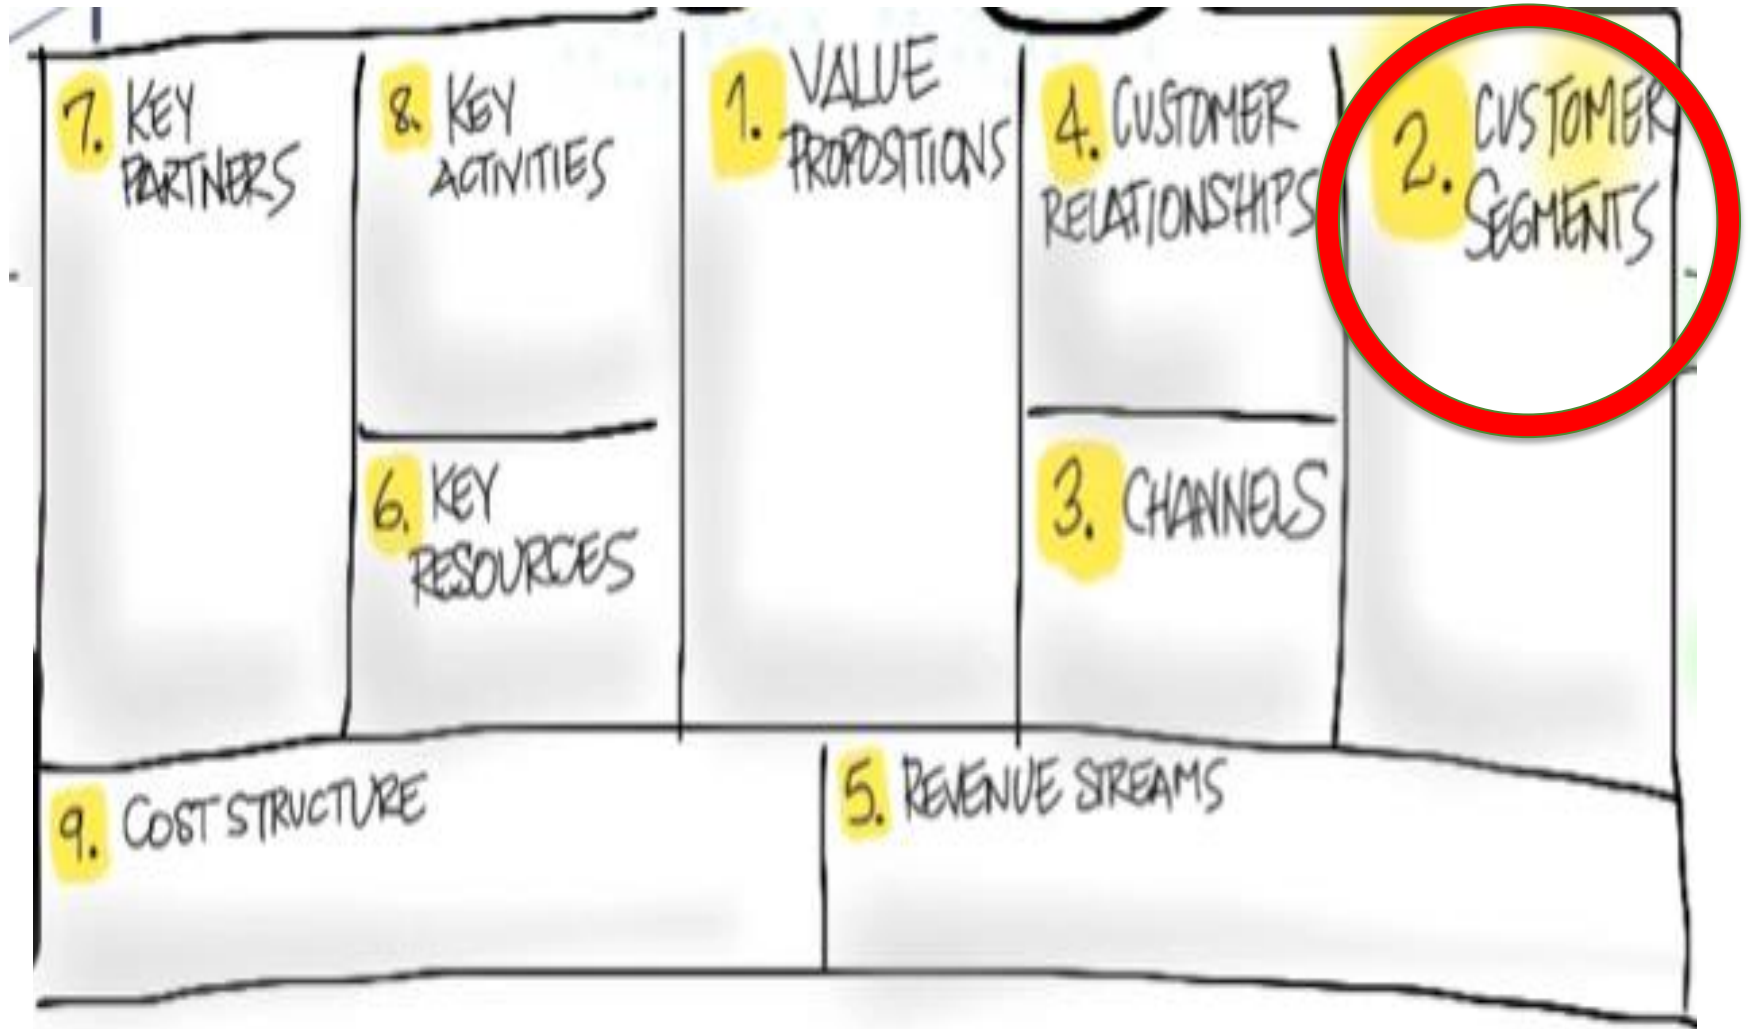 7. KEY
PARTNERS
8. KEY
ACTIVITIES
6. KEY
RESOURCES
1. VALUE
PROPOSITIONS
4. CUSTOMER
RELATIONSHIPS
3. CHANNELS
2. CUSTOMER
SEGMENTS
9. COST STRUCTURE
5. REVENUE STREAMS